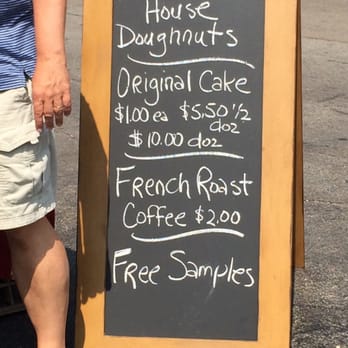 House
Doughnuts
Original Cake
$1.00 ea $5.50 1/2 doz
$10.00 doz
French Roast
Coffee $2.00
Free Samples